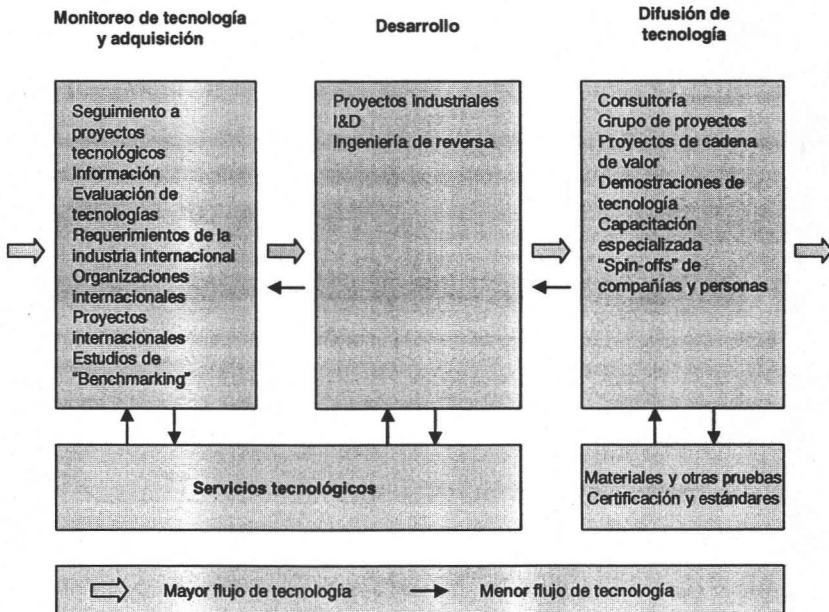 Monitoreo de tecnología
y adquisición
Desarrollo
Difusión de
tecnología
Seguimiento a
proyectos
tecnológicos
Información
Evaluación de
tecnologías
Requerimientos de la
industria internacional
Organizaciones
internacionales
Proyectos
internacionales
Estudios de
"Benchmarking"
Proyectos industriales
I&D
Ingeniería de reversa
Consultoría
Grupo de proyectos
Proyectos de cadena
de valor
Demostraciones de
tecnología
Capacitación
especializada
"Spin-offs" de
compañías y personas
Servicios tecnológicos
Materiales y otras pruebas
Certificación y estándares
Mayor flujo de tecnología
Menor flujo de tecnología